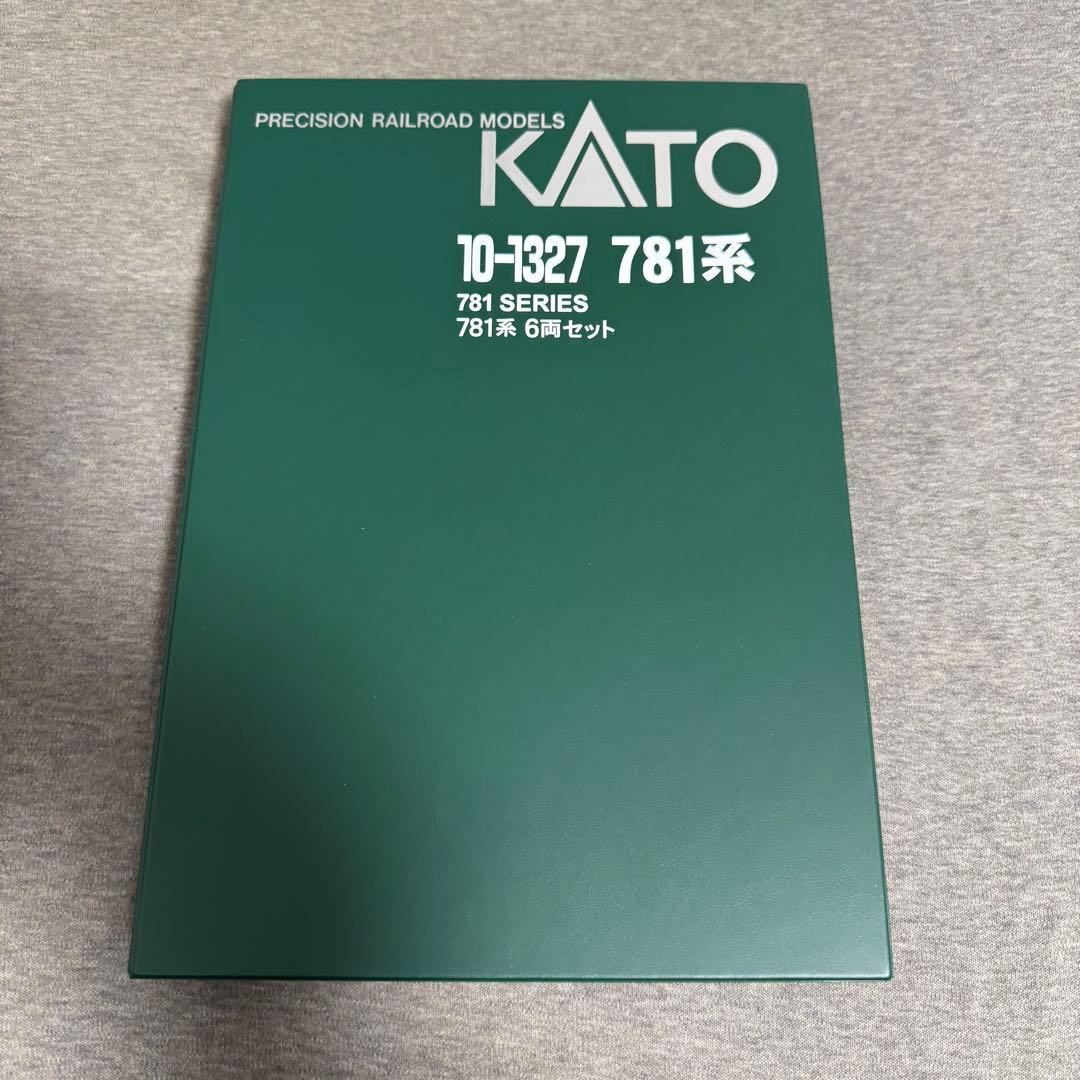 PRECISION RAILROAD MODELS
KATO
10-1327 781系
781 SERIES
781系 6両セット